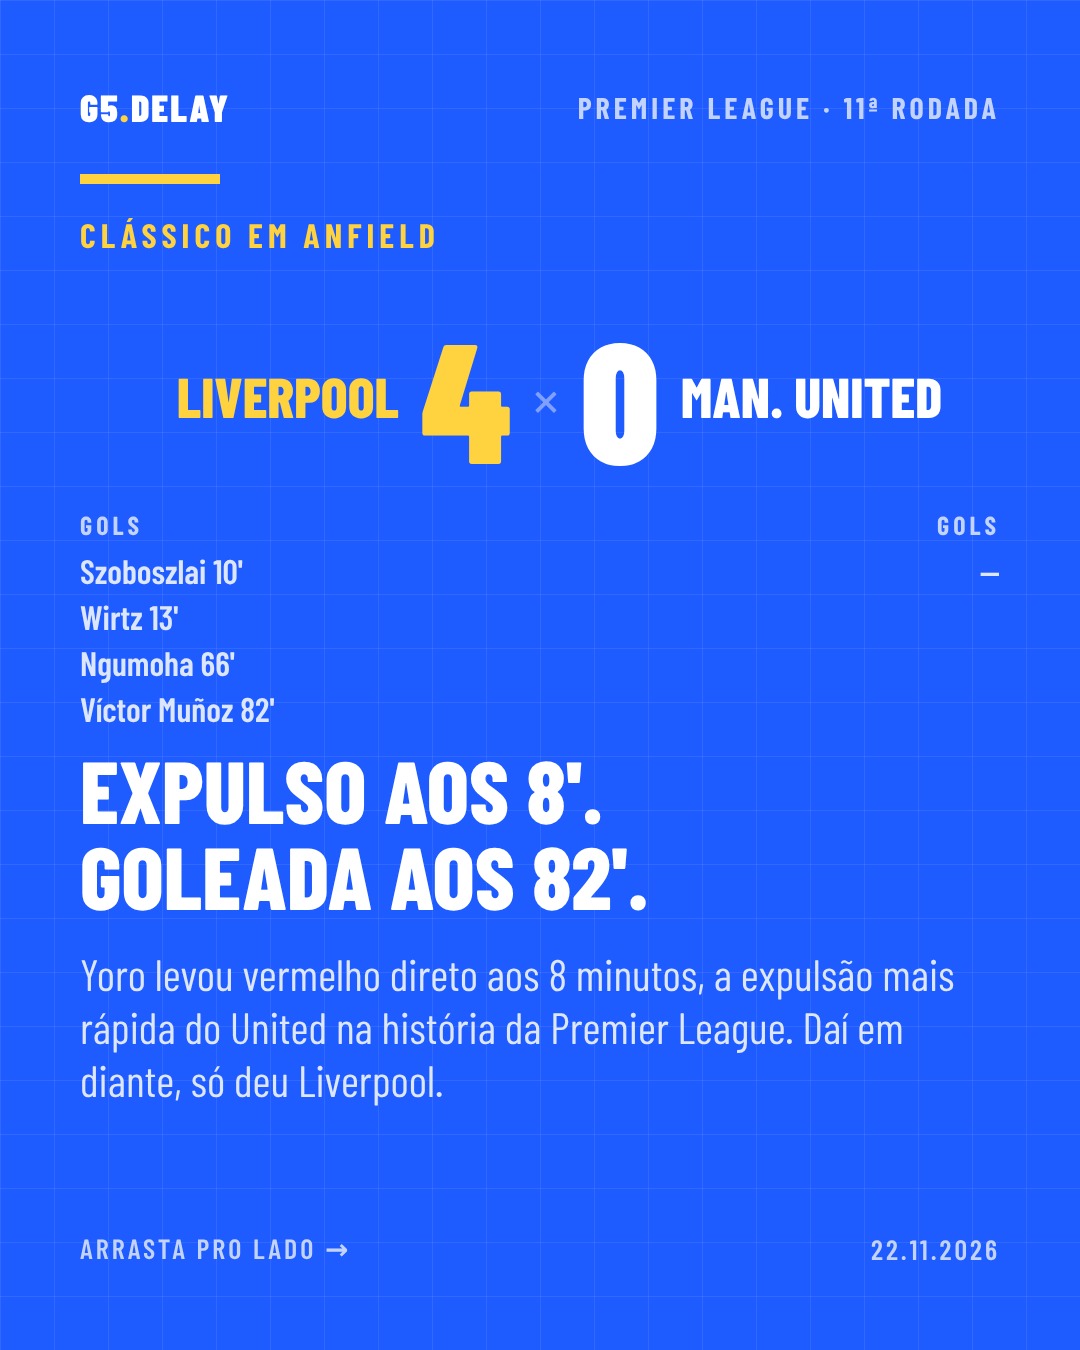 G5.DELAY
PREMIER LEAGUE · 11ª RODADA
CLÁSSICO EM ANFIELD
LIVERPOOL 4 × 0 MAN. UNITED
GOLS
Szoboszlai 10'
Wirtz 13'
Ngumoha 66'
Víctor Muñoz 82'
GOLS
—
EXPULSO AOS 8'.
GOLEADA AOS 82'.
Yoro levou vermelho direto aos 8 minutos, a expulsão mais
rápida do United na história da Premier League. Daí em
diante, só deu Liverpool.
ARRASTA PRO LADO →
22.11.2026